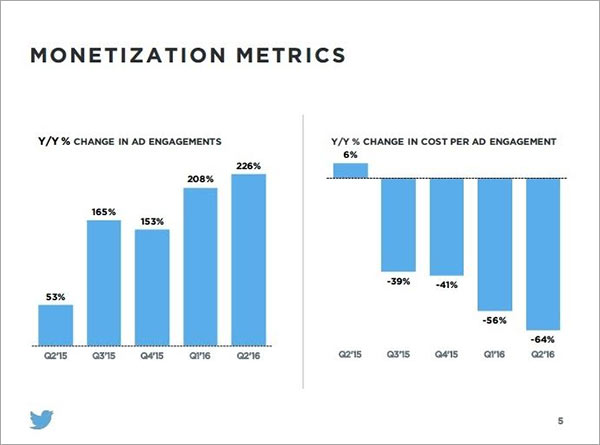 MONETIZATION METRICS
Y/Y % CHANGE IN AD ENGAGEMENTS
53%
165%
153%
208%
226%
Q2'15
Q3'15
Q4'15
Q1'16
Q2'16
Y/Y % CHANGE IN COST PER AD ENGAGEMENT
6%
-39%
-41%
-56%
-64%
Q2'15
Q3'15
Q4'15
Q1'16
Q2'16
5